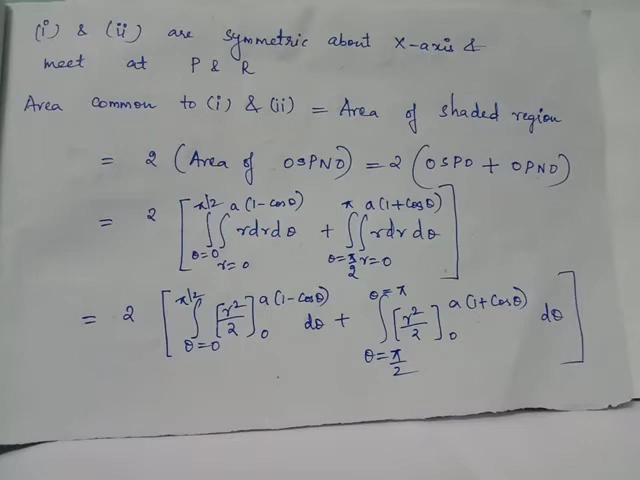 (i) & (ii) are symmetric about X-axis &
meet at P & R
Area common to (i) & (ii) = Area of shaded region
= 2 (Area of OSPNO) = 2 (OSPO + OPNO)
= 2 [ ∫_{θ=0}^{π/2} ∫_{r=0}^{a(1-cosθ)} r dr dθ + ∫_{θ=π/2}^{π} ∫_{r=0}^{a(1+cosθ)} r dr dθ ]
= 2 [ ∫_{θ=0}^{π/2} [r²/2]_0^{a(1-cosθ)} dθ + ∫_{θ=π/2}^{θ=π} [r²/2]_0^{a(1+cosθ)} dθ ]